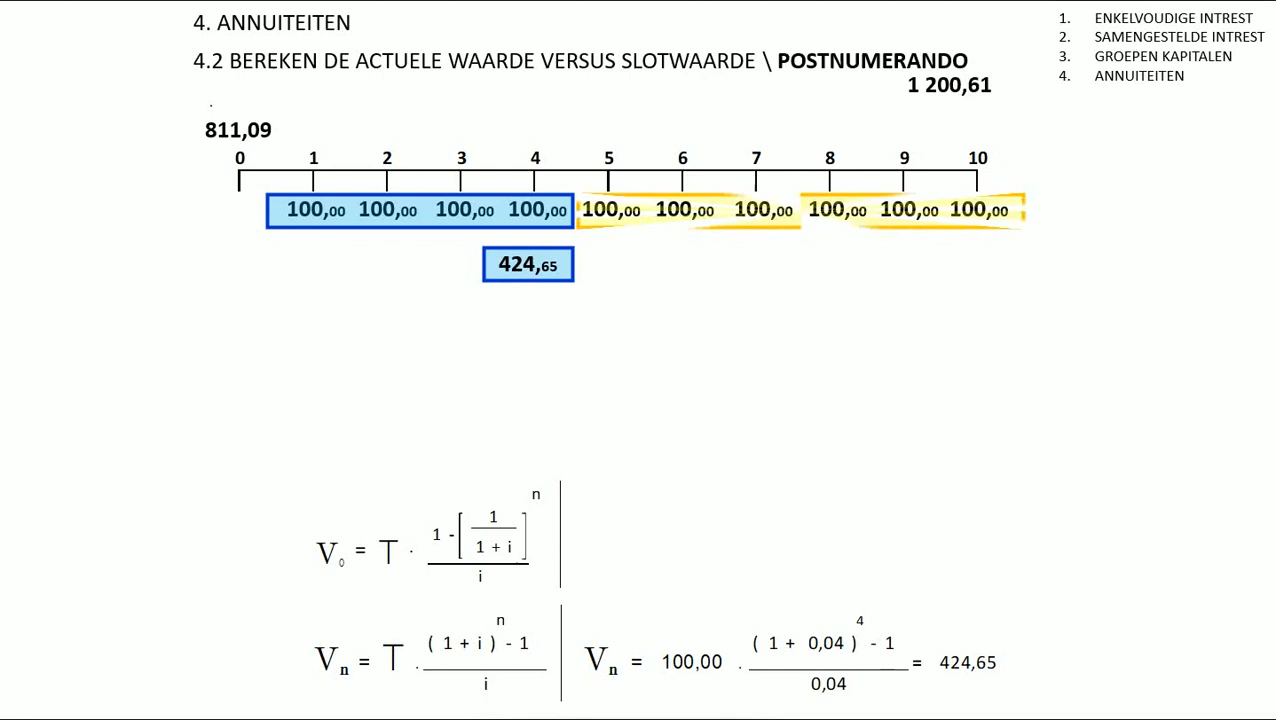 4. ANNUITEITEN
4.2 BEREKEN DE ACTUELE WAARDE VERSUS SLOTWAARDE \ POSTNUMERANDO
1 200,61
1. ENKELVOUDIGE INTREST
2. SAMENGESTELDE INTREST
3. GROEPEN KAPITALEN
4. ANNUITEITEN
811,09
0 1 2 3 4 5 6 7 8 9 10
100,00 100,00 100,00 100,00 100,00 100,00 100,00 100,00 100,00 100,00
424,65
n
1
1 - [ ]
V₀ = T ·
1 + i
i
n
( 1 + i ) - 1
Vₙ = T ·
i
4
( 1 + 0,04 ) - 1
Vₙ = 100,00 · = 424,65
0,04